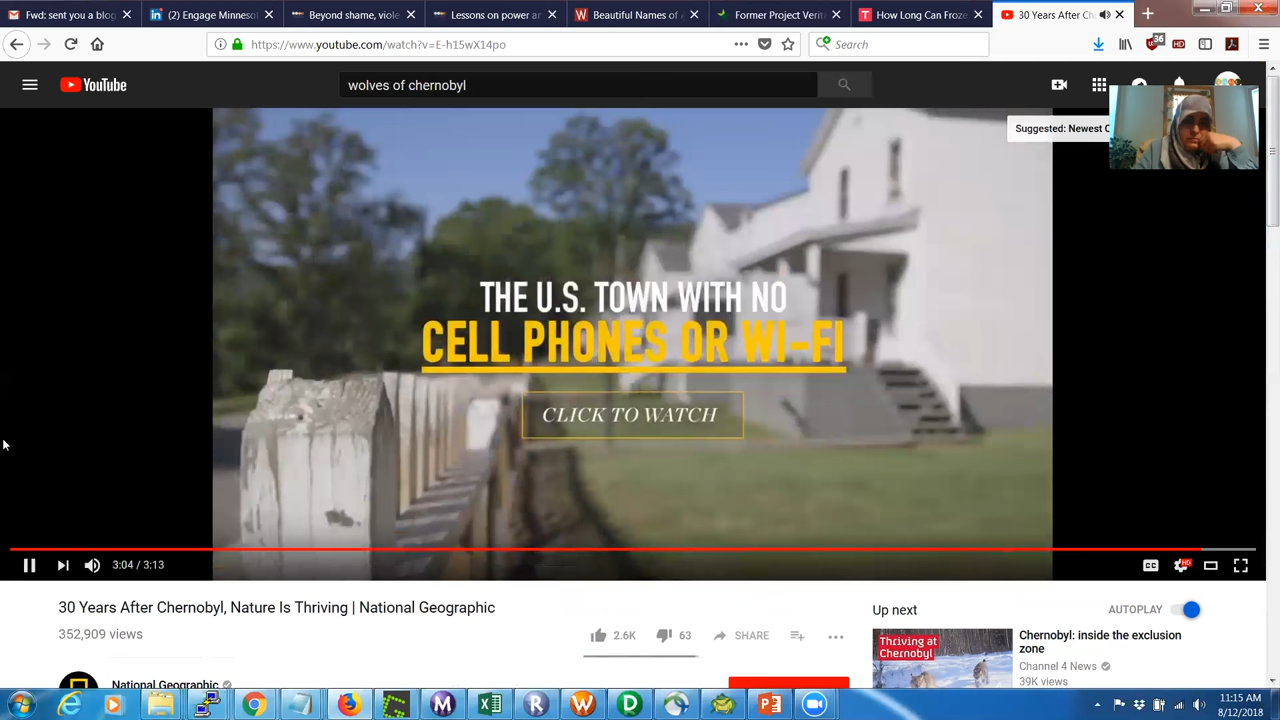 Fwd: sent you a blog
(2) Engage Minnesot
Beyond shame, viole
Lessons on power ar
Beautiful Names of A
Former Project Verit
How Long Can Froze
30 Years After Ch
https://www.youtube.com/watch?v=E-h15wX14po
Search
36
HD
YouTube
wolves of chernobyl
Suggested: Newest C
THE U.S. TOWN WITH NO
CELL PHONES OR WI-FI
CLICK TO WATCH
3:04 / 3:13
CC
HD
30 Years After Chernobyl, Nature Is Thriving | National Geographic
352,909 views
2.6K
63
SHARE
Up next
AUTOPLAY
Thriving at
Chernobyl
Chernobyl: inside the exclusion
zone
Channel 4 News
39K views
National Geographic
11:15 AM
8/12/2018